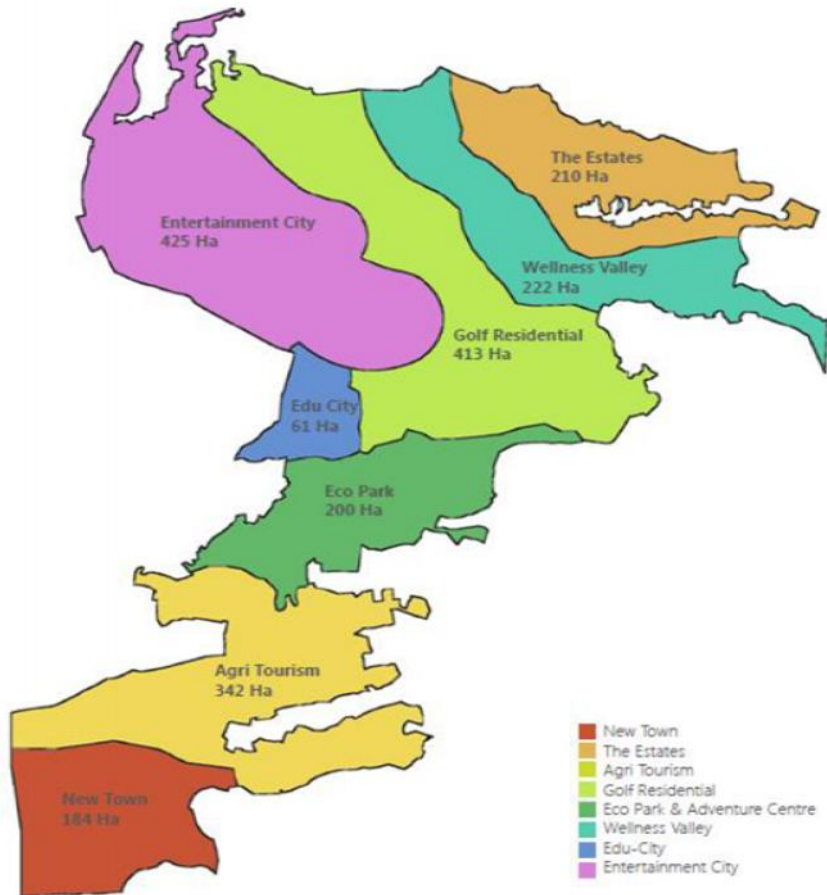 The Estates
210 Ha
Entertainment City
425 Ha
Wellness Valley
222 Ha
Golf Residential
413 Ha
Edu City
61 Ha
Eco Park
200 Ha
Agri Tourism
342 Ha
New Town
184 Ha
New Town
The Estates
Agri Tourism
Golf Residential
Eco Park & Adventure Centre
Wellness Valley
Edu-City
Entertainment City